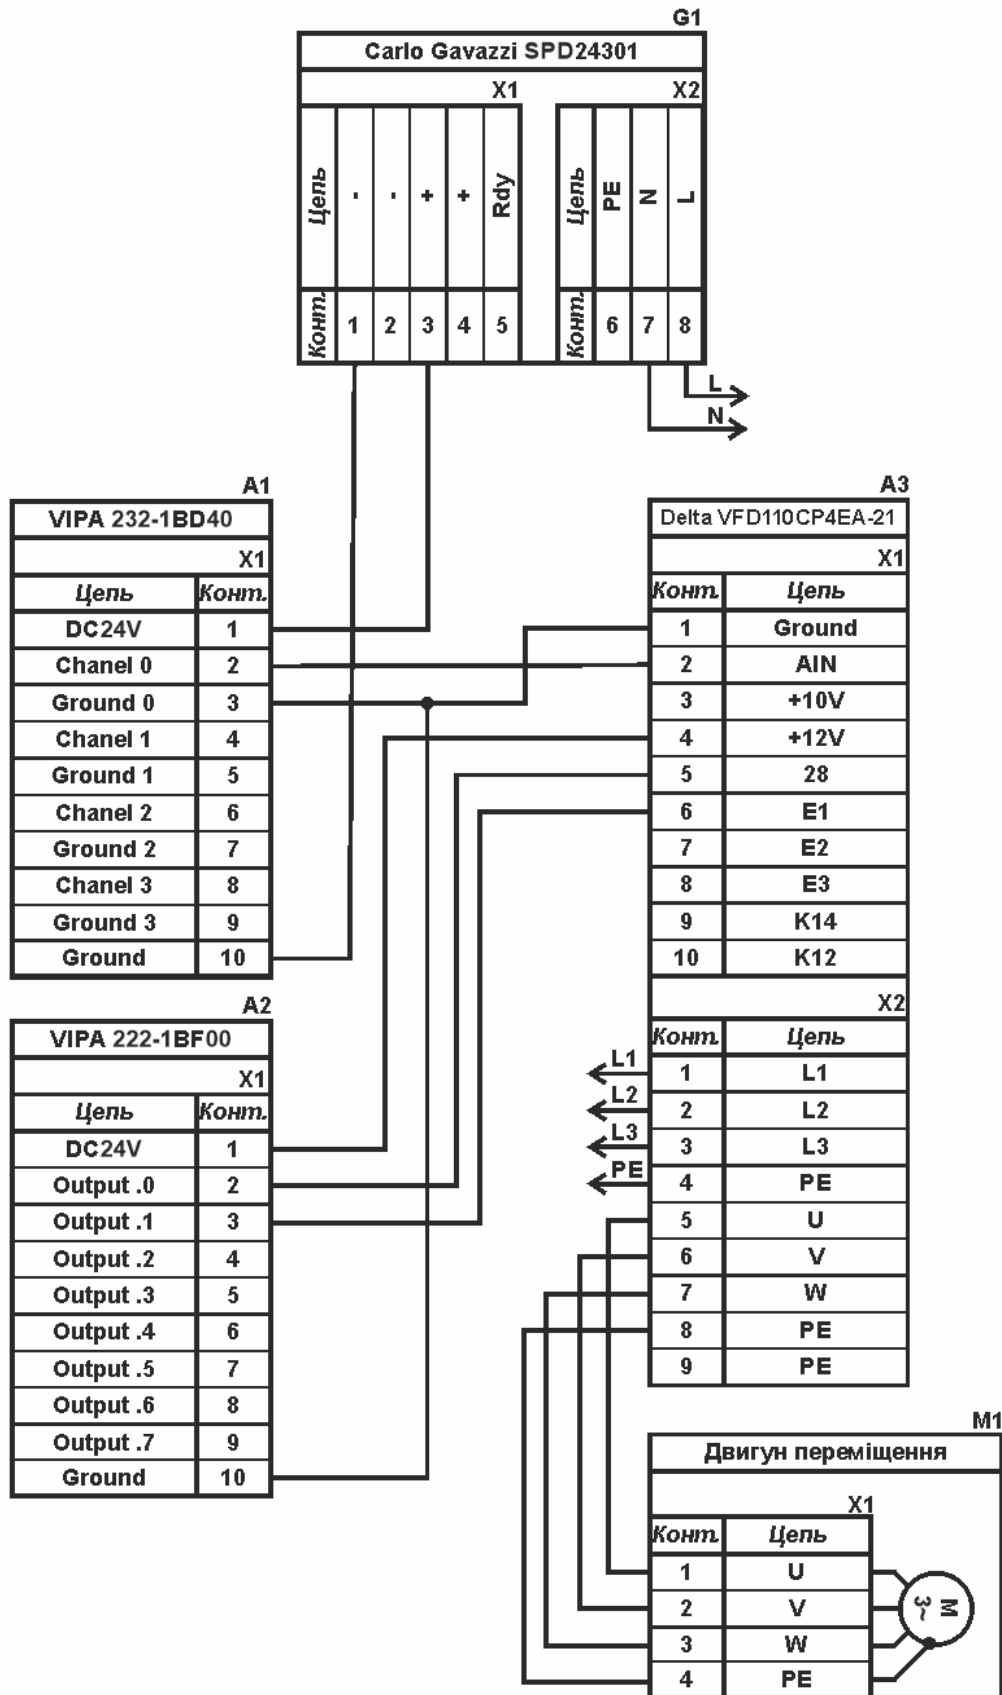 G1
Carlo Gavazzi SPD24301
X1 X2
Цепь - - + + Rdy Цепь PE N L
Конт. 1 2 3 4 5 Конт. 6 7 8
L
N
A1
VIPA 232-1BD40
X1
Цепь Конт.
DC24V 1
Chanel 0 2
Ground 0 3
Chanel 1 4
Ground 1 5
Chanel 2 6
Ground 2 7
Chanel 3 8
Ground 3 9
Ground 10
A2
VIPA 222-1BF00
X1
Цепь Конт.
DC24V 1
Output .0 2
Output .1 3
Output .2 4
Output .3 5
Output .4 6
Output .5 7
Output .6 8
Output .7 9
Ground 10
A3
Delta VFD110CP4EA-21
X1
Конт. Цепь
1 Ground
2 AIN
3 +10V
4 +12V
5 28
6 E1
7 E2
8 E3
9 K14
10 K12
X2
Конт. Цепь
L1 1 L1
L2 2 L2
L3 3 L3
PE 4 PE
5 U
6 V
7 W
8 PE
9 PE
M1
Двигун переміщення
X1
Конт. Цепь
1 U
2 V
3 W
4 PE
M
3~